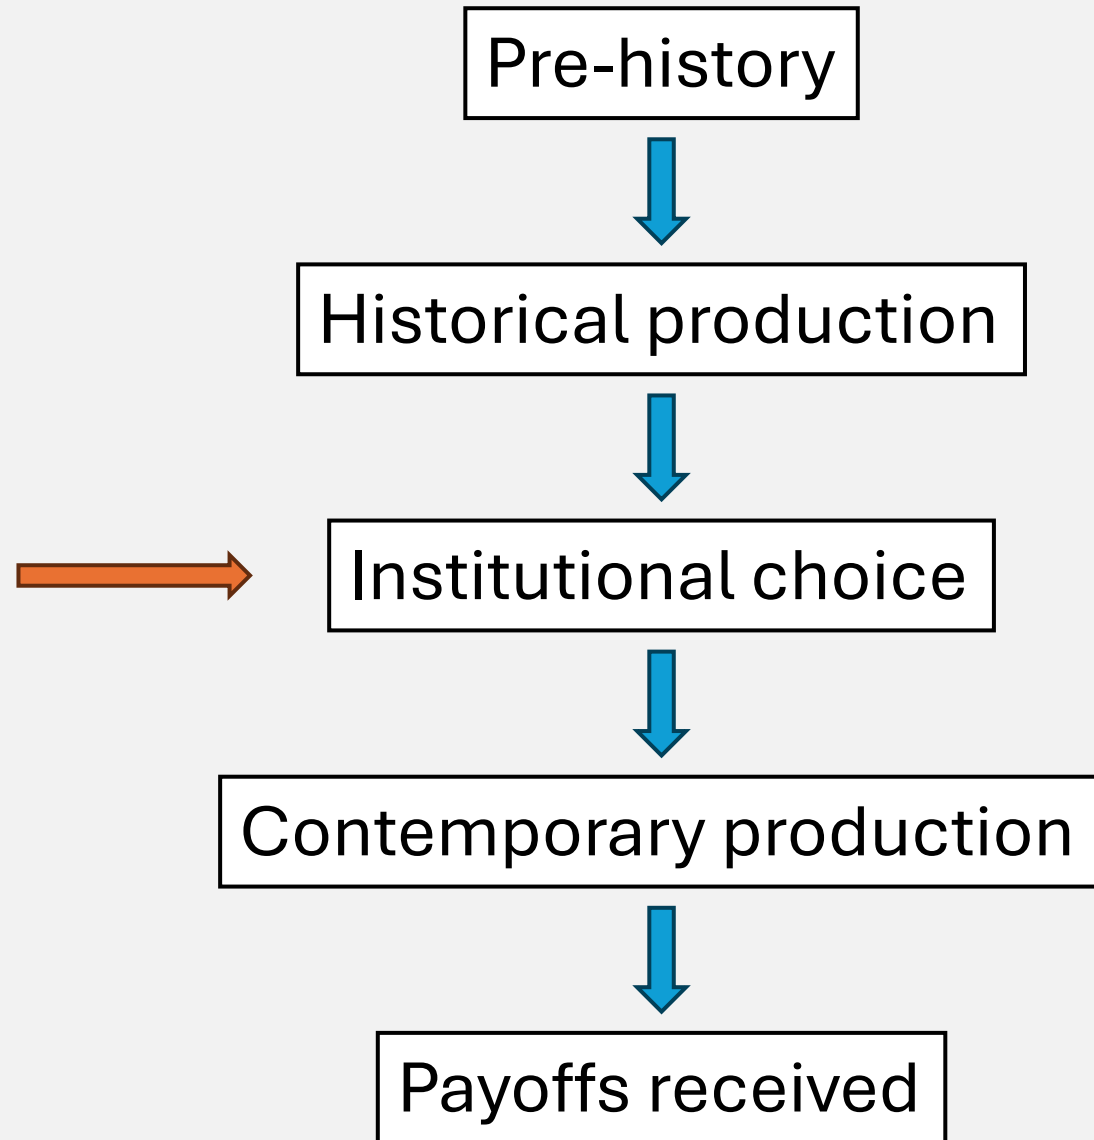 Pre-history
Historical production
Institutional choice
Contemporary production
Payoffs received